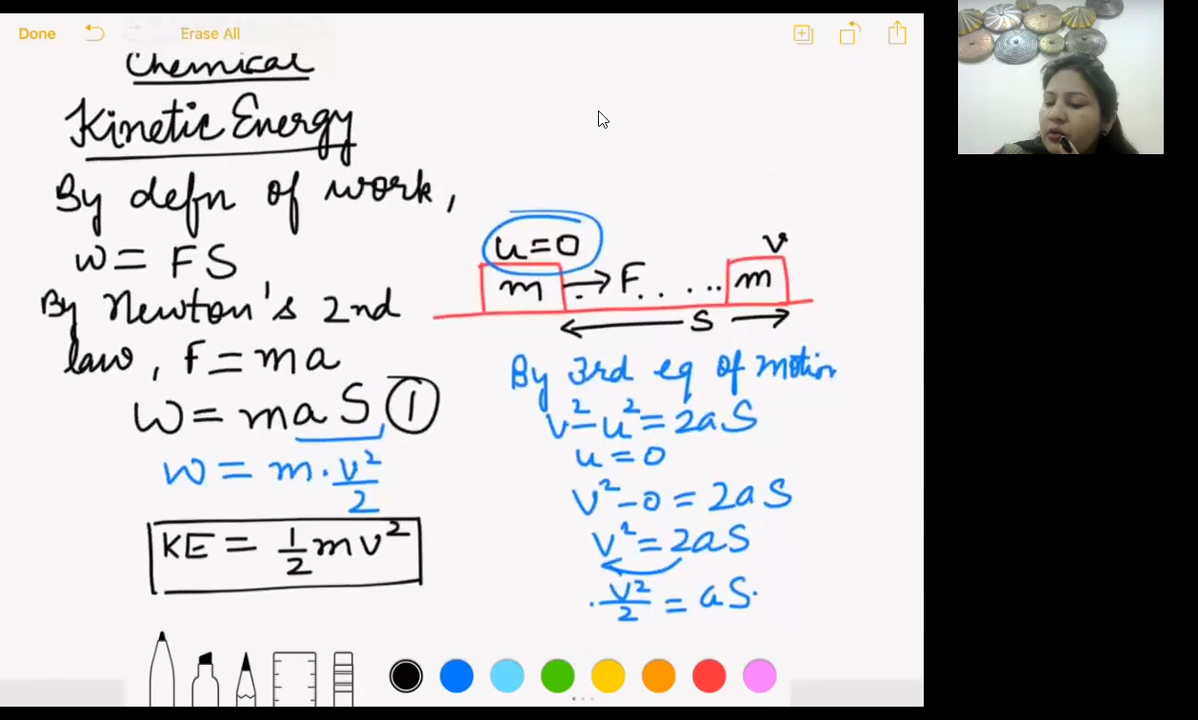 Done
Erase All
Chemical
Kinetic Energy
By defn of work,
W = FS
By Newton's 2nd
law, F = ma
W = maS ①
W = m · v²/2
KE = 1/2 mv²
u = 0
v
m → F . . . . . m
S
By 3rd eq of motion
v² – u² = 2aS
u = 0
v² – 0 = 2aS
v² = 2aS
v²/2 = aS